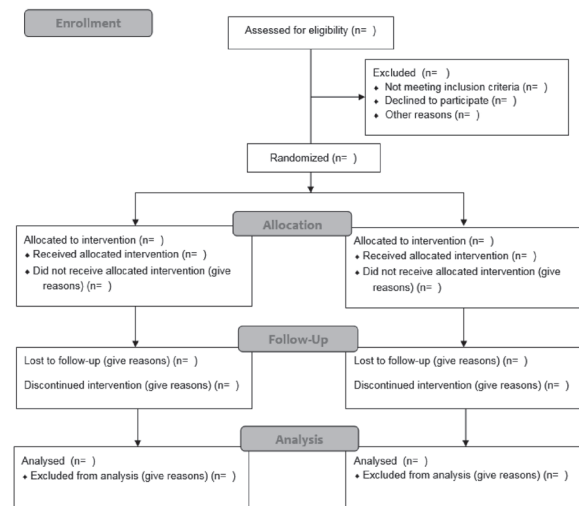 Enrollment
Assessed for eligibility (n= )
Excluded (n= )
♦ Not meeting inclusion criteria (n= )
♦ Declined to participate (n= )
♦ Other reasons (n= )
Randomized (n= )
Allocation
Allocated to intervention (n= )
♦ Received allocated intervention (n= )
♦ Did not receive allocated intervention (give
reasons) (n= )
Allocated to intervention (n= )
♦ Received allocated intervention (n= )
♦ Did not receive allocated intervention (give
reasons) (n= )
Follow-Up
Lost to follow-up (give reasons) (n= )
Discontinued intervention (give reasons) (n= )
Lost to follow-up (give reasons) (n= )
Discontinued intervention (give reasons) (n= )
Analysis
Analysed (n= )
♦ Excluded from analysis (give reasons) (n= )
Analysed (n= )
♦ Excluded from analysis (give reasons) (n= )